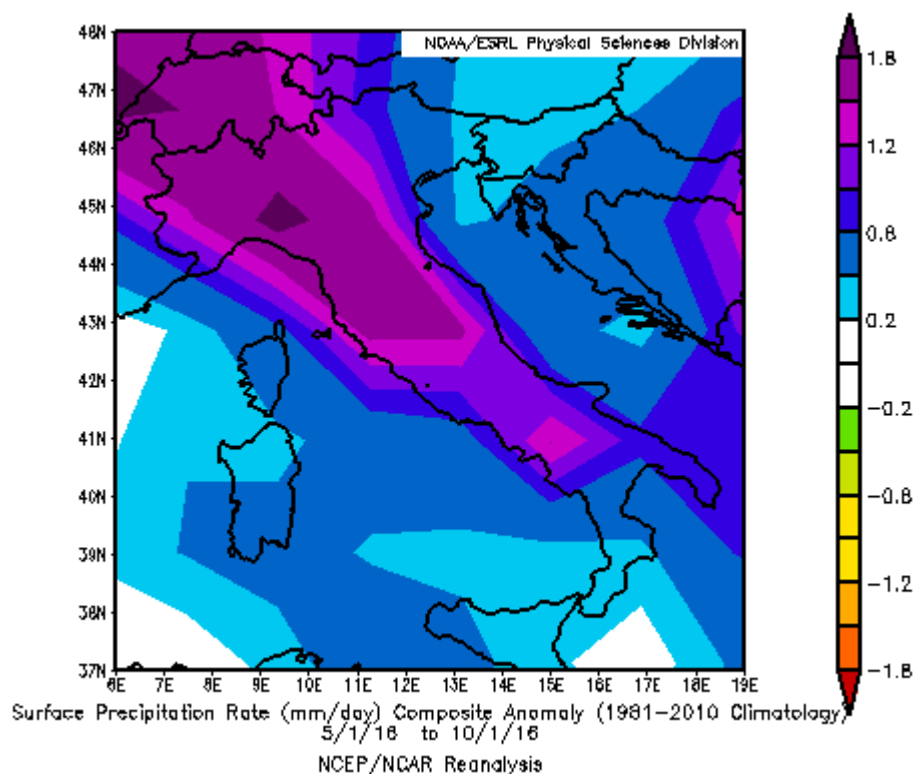 NOAA/ESRL Physical Sciences Division
48N
47N
46N
45N
44N
43N
42N
41N
40N
39N
38N
37N
6E 7E 8E 9E 10E 11E 12E 13E 14E 15E 16E 17E 18E 19E
1.8
1.2
0.8
0.2
-0.2
-0.8
-1.2
-1.8
Surface Precipitation Rate (mm/day) Composite Anomaly (1981-2010 Climatology)
5/1/16 to 10/1/16
NCEP/NCAR Reanalysis